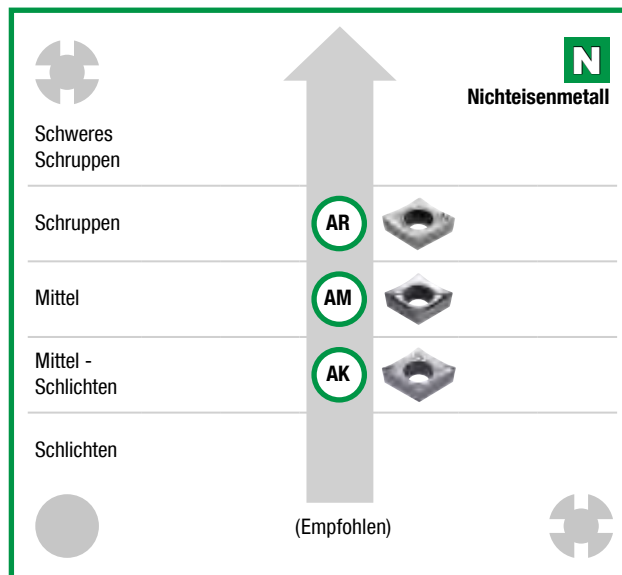 N
Nichteisenmetall
Schweres
Schruppen
Schruppen
AR
Mittel
AM
Mittel -
Schlichten
AK
Schlichten
(Empfohlen)